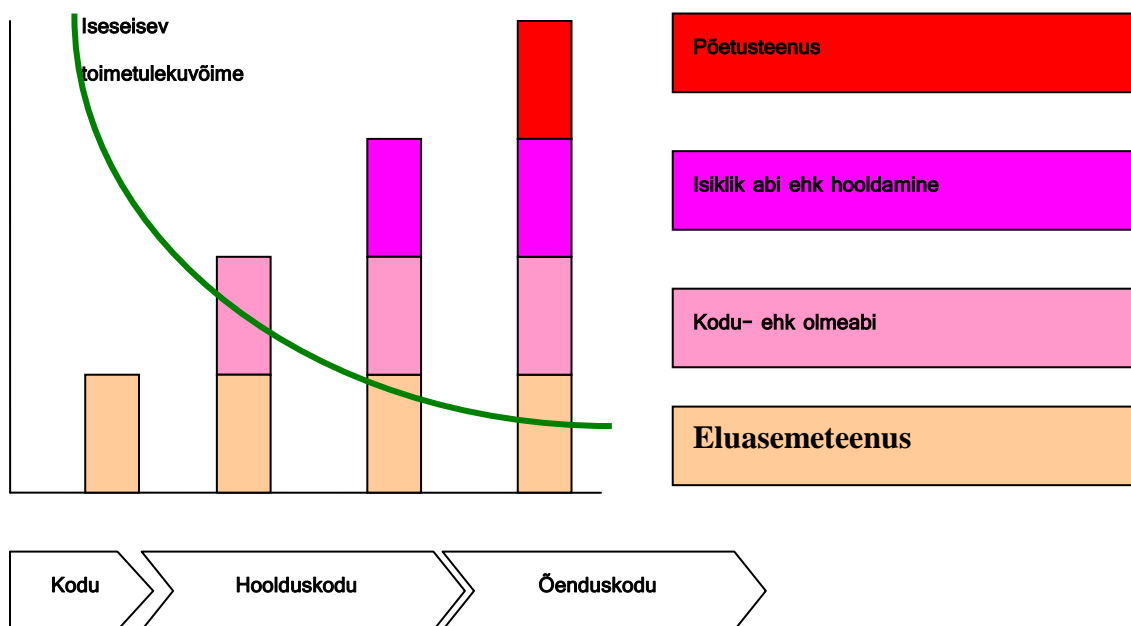 Iseseisev
toimetulekuvõime
Põetusteenus
Isiklik abi ehk hooldamine
Kodu- ehk olmeabi
Eluasemeteenus
Kodu
Hoolduskodu
Õenduskodu